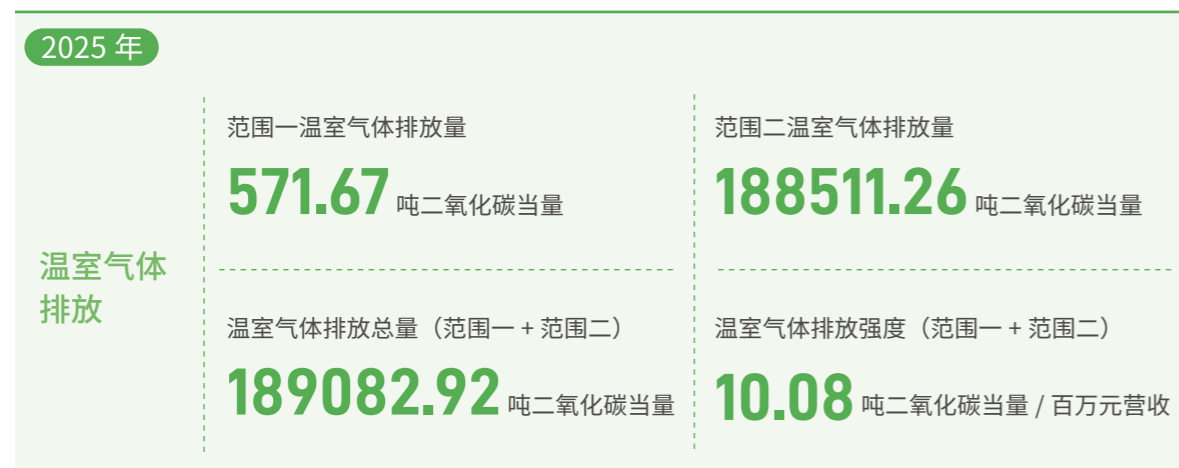 2025 年
温室气体
排放
范围一温室气体排放量
571.67 吨二氧化碳当量
范围二温室气体排放量
188511.26 吨二氧化碳当量
温室气体排放总量（范围一 + 范围二）
189082.92 吨二氧化碳当量
温室气体排放强度（范围一 + 范围二）
10.08 吨二氧化碳当量 / 百万元营收